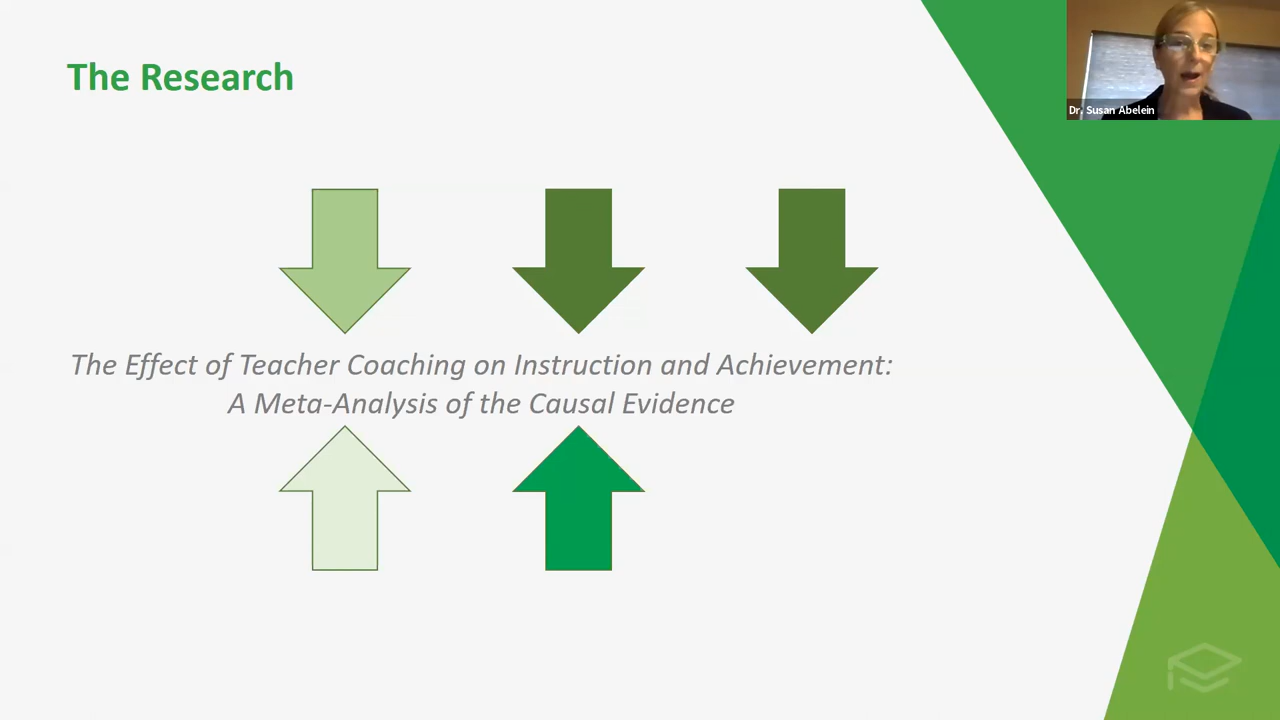 The Research
Dr. Susan Abelein
The Effect of Teacher Coaching on Instruction and Achievement:
A Meta-Analysis of the Causal Evidence